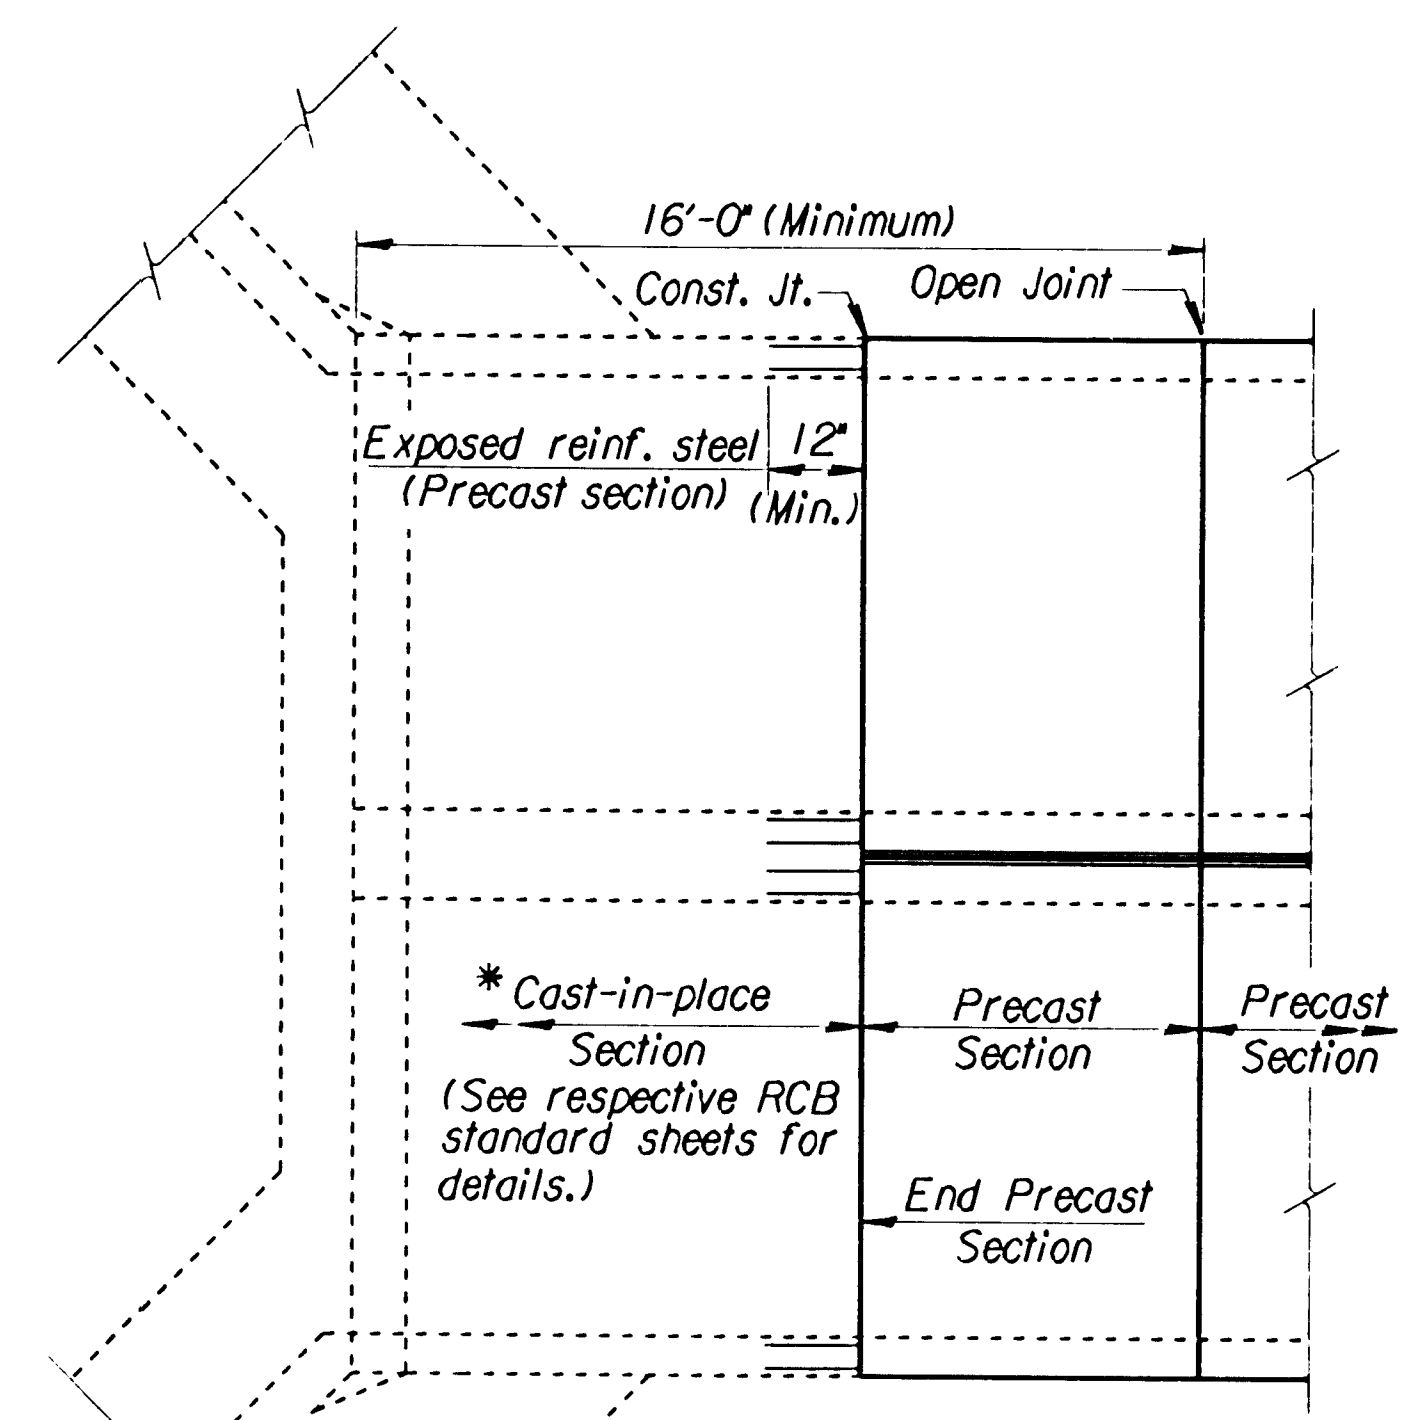 16'-0" (Minimum)
Const. Jt.
Open Joint
Exposed reinf. steel
(Precast section)
12"
(Min.)
* Cast-in-place
Section
(See respective RCB
standard sheets for
details.)
Precast
Section
Precast
Section
End Precast
Section